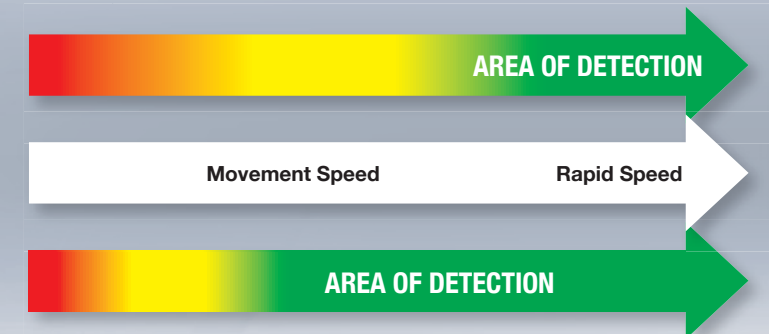 AREA OF DETECTION
Movement Speed Rapid Speed
AREA OF DETECTION